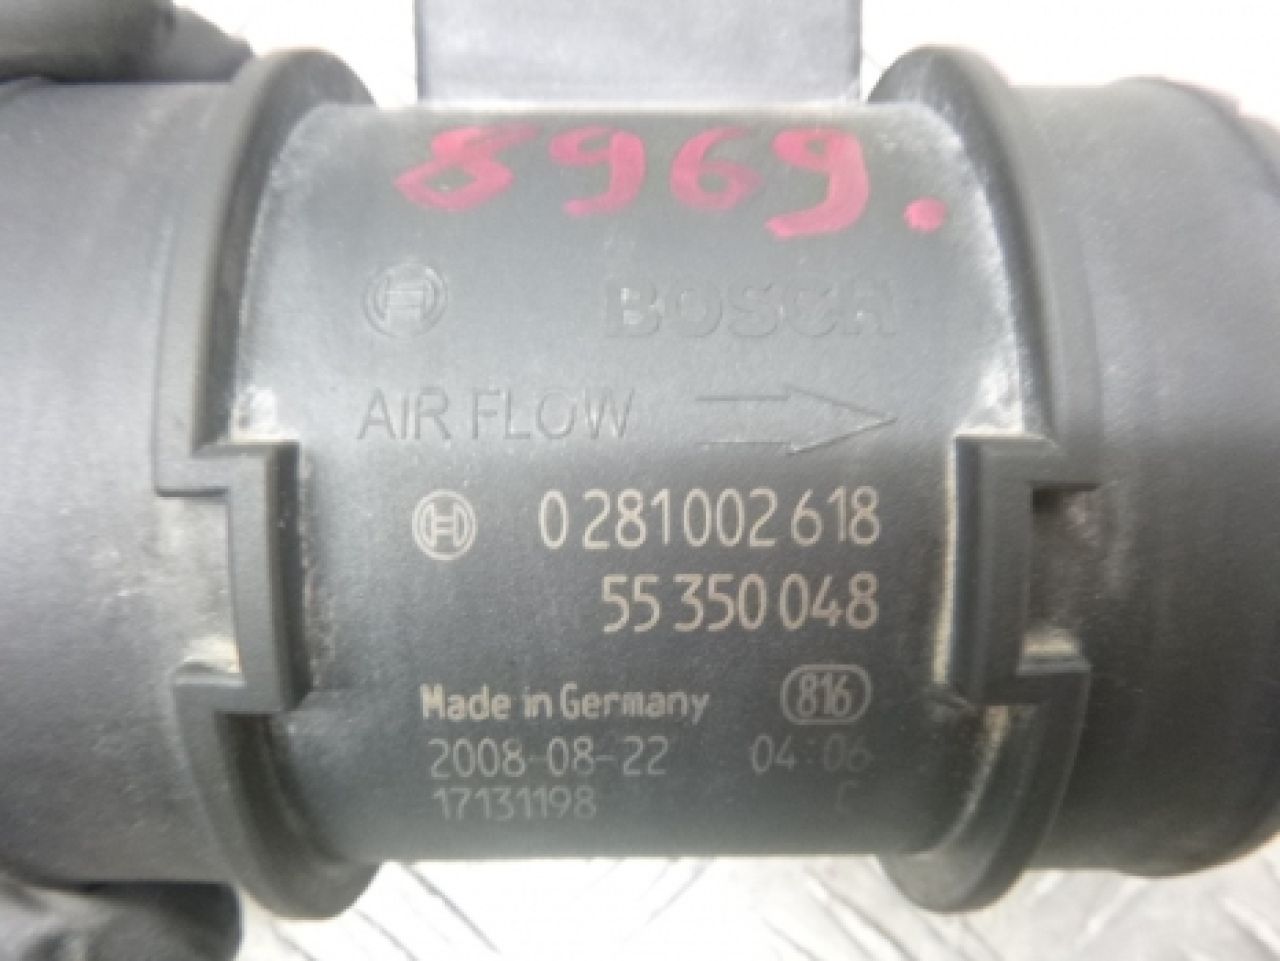 8969.
BOSCH
AIR FLOW
0 281 002 618
55 350 048
Made in Germany 816
2008-08-22 04:06
17131198 C